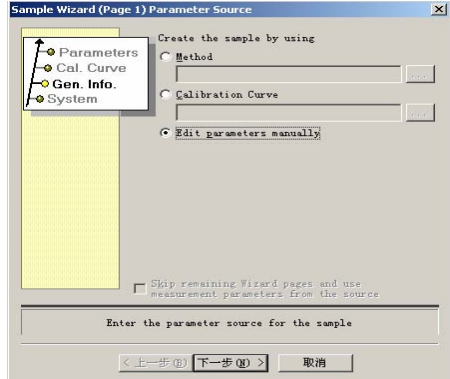 Sample Wizard (Page 1) Parameter Source
Create the sample by using
Parameters
Cal. Curve
Gen. Info.
System
Method
...
Calibration Curve
...
Edit parameters manually
Skip remaining Wizard pages and use
measurement parameters from the source
Enter the parameter source for the sample
< 上一步(B) 下一步(N) > 取消